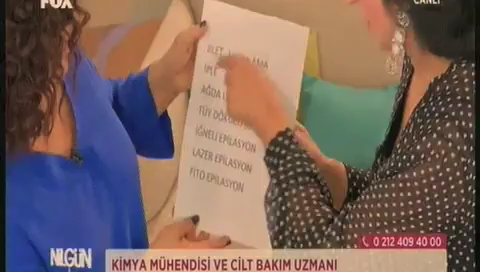 FOX
CANLI
İPLE
AĞDA
TÜY DÖKÜCÜ
İĞNELİ EPİLASYON
LAZER EPİLASYON
FİTO EPİLASYON
0 212 409 40 00
NİLGÜN
KİMYA MÜHENDİSİ VE CİLT BAKIM UZMANI